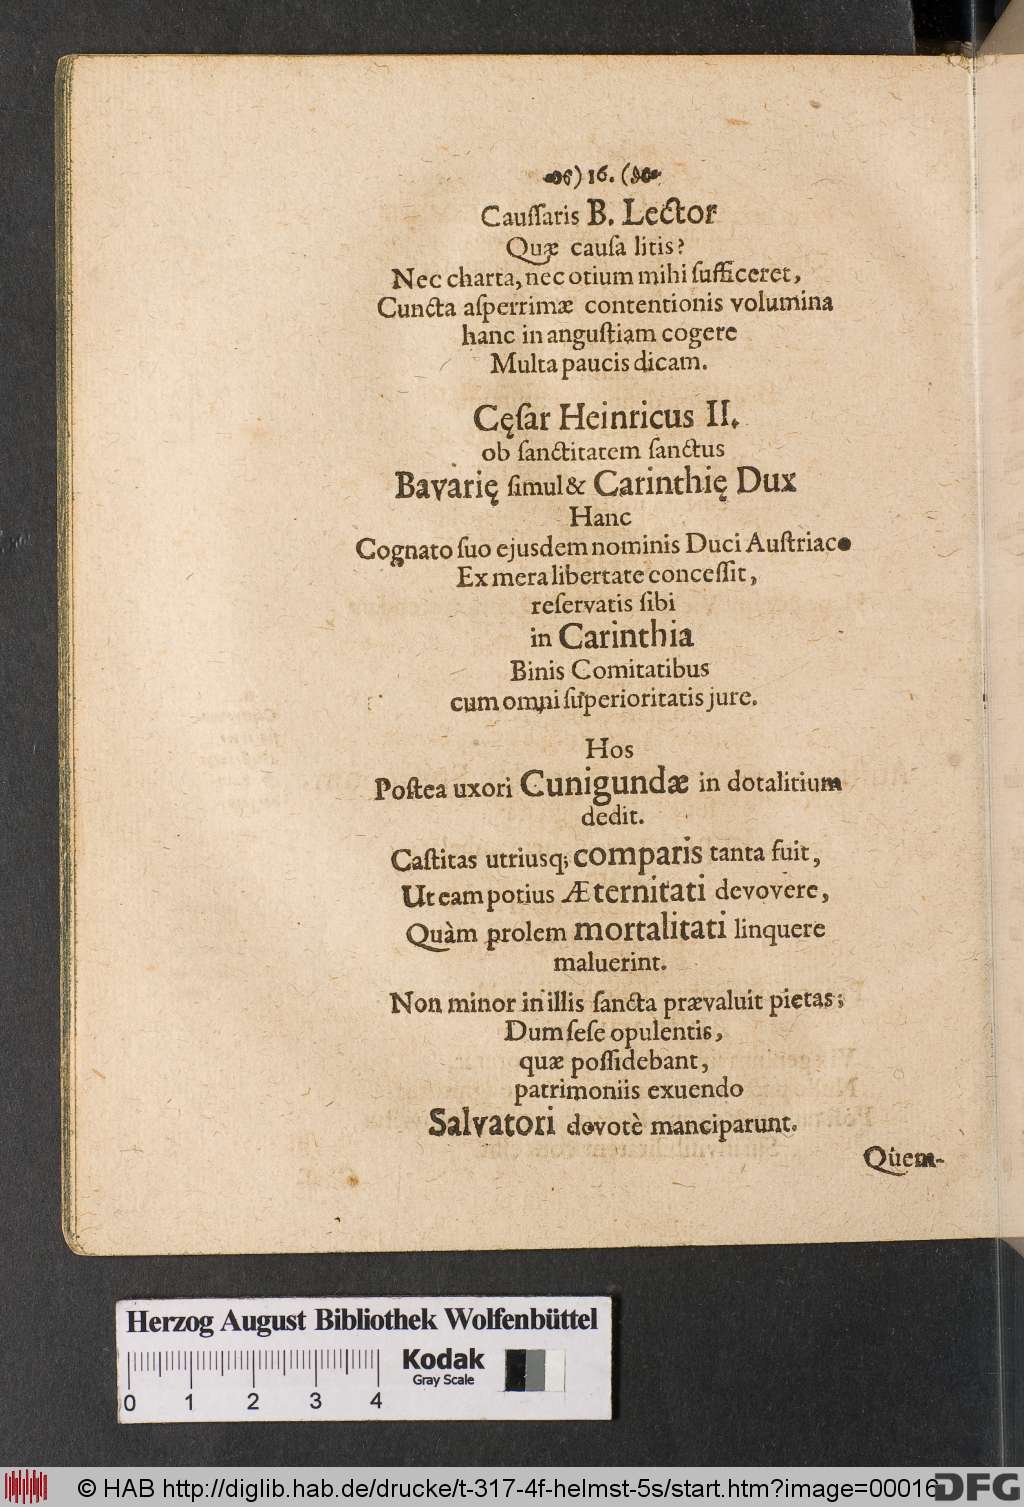 )16.(
Cauſſaris B. Lector
Quæ cauſa litis?
Nec charta, nec otium mihi ſufficeret,
Cuncta aſperrimæ contentionis volumina
hanc in anguſtiam cogere
Multa paucis dicam.
Cęſar Heinricus II.
ob ſanctitatem ſanctus
Bavarię ſimul & Carinthię Dux
Hanc
Cognato ſuo ejusdem nominis Duci Auſtriaco
Ex mera libertate conceſſit,
reſervatis ſibi
in Carinthia
Binis Comitatibus
cum omni ſuperioritatis jure.
Hos
Poſtea uxori Cunigundæ in dotalitium
dedit.
Caſtitas utriusq; comparis tanta fuit,
Ut eam potius Æternitati devovere,
Quàm prolem mortalitati linquere
maluerint.
Non minor in illis ſancta prævaluit pietas;
Dum ſeſe opulentis,
quæ poſſidebant,
patrimoniis exuendo
Salvatori devotè manciparunt.
Quem-
Herzog August Bibliothek Wolfenbüttel
Kodak
Gray Scale
0 1 2 3 4
© HAB http://diglib.hab.de/drucke/t-317-4f-helmst-5s/start.htm?image=00016
DFG